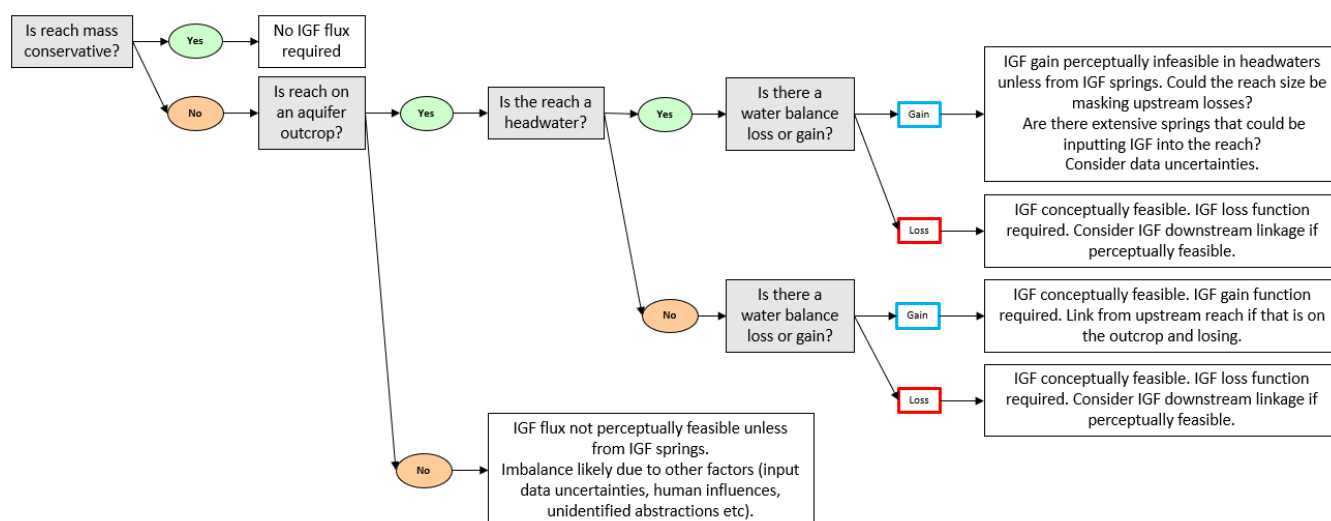 Is reach mass
conservative?
Yes
No IGF flux
required
No
Is reach on
an aquifer
outcrop?
Yes
Is the reach a
headwater?
Yes
Is there a
water balance
loss or gain?
Gain
IGF gain perceptually infeasible in headwaters
unless from IGF springs. Could the reach size be
masking upstream losses?
Are there extensive springs that could be
inputting IGF into the reach?
Consider data uncertainties.
Loss
IGF conceptually feasible. IGF loss function
required. Consider IGF downstream linkage if
perceptually feasible.
No
Is there a
water balance
loss or gain?
Gain
IGF conceptually feasible. IGF gain function
required. Link from upstream reach if that is on
the outcrop and losing.
Loss
IGF conceptually feasible. IGF loss function
required. Consider IGF downstream linkage if
perceptually feasible.
No
IGF flux not perceptually feasible unless
from IGF springs.
Imbalance likely due to other factors (input
data uncertainties, human influences,
unidentified abstractions etc).